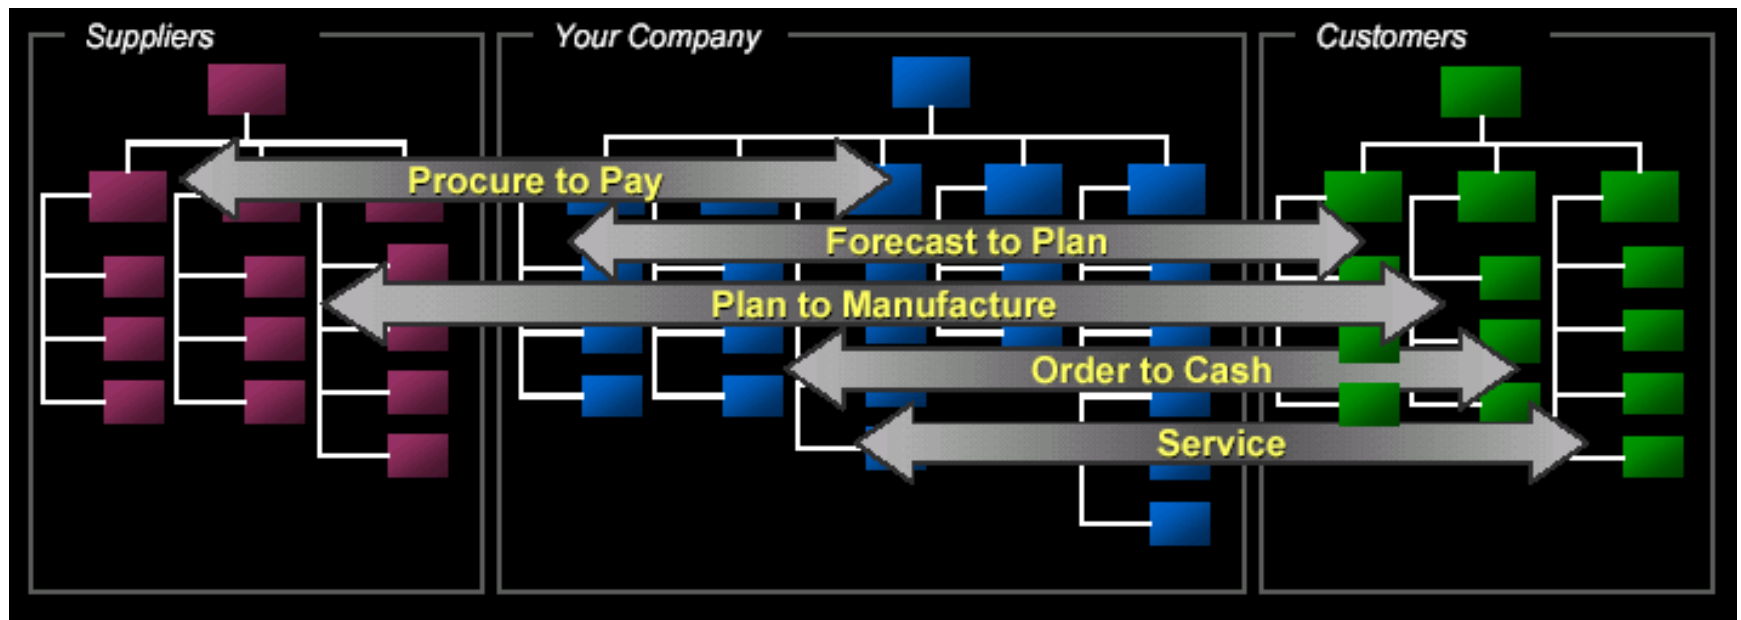 Suppliers
Your Company
Customers
Procure to Pay
Forecast to Plan
Plan to Manufacture
Order to Cash
Service